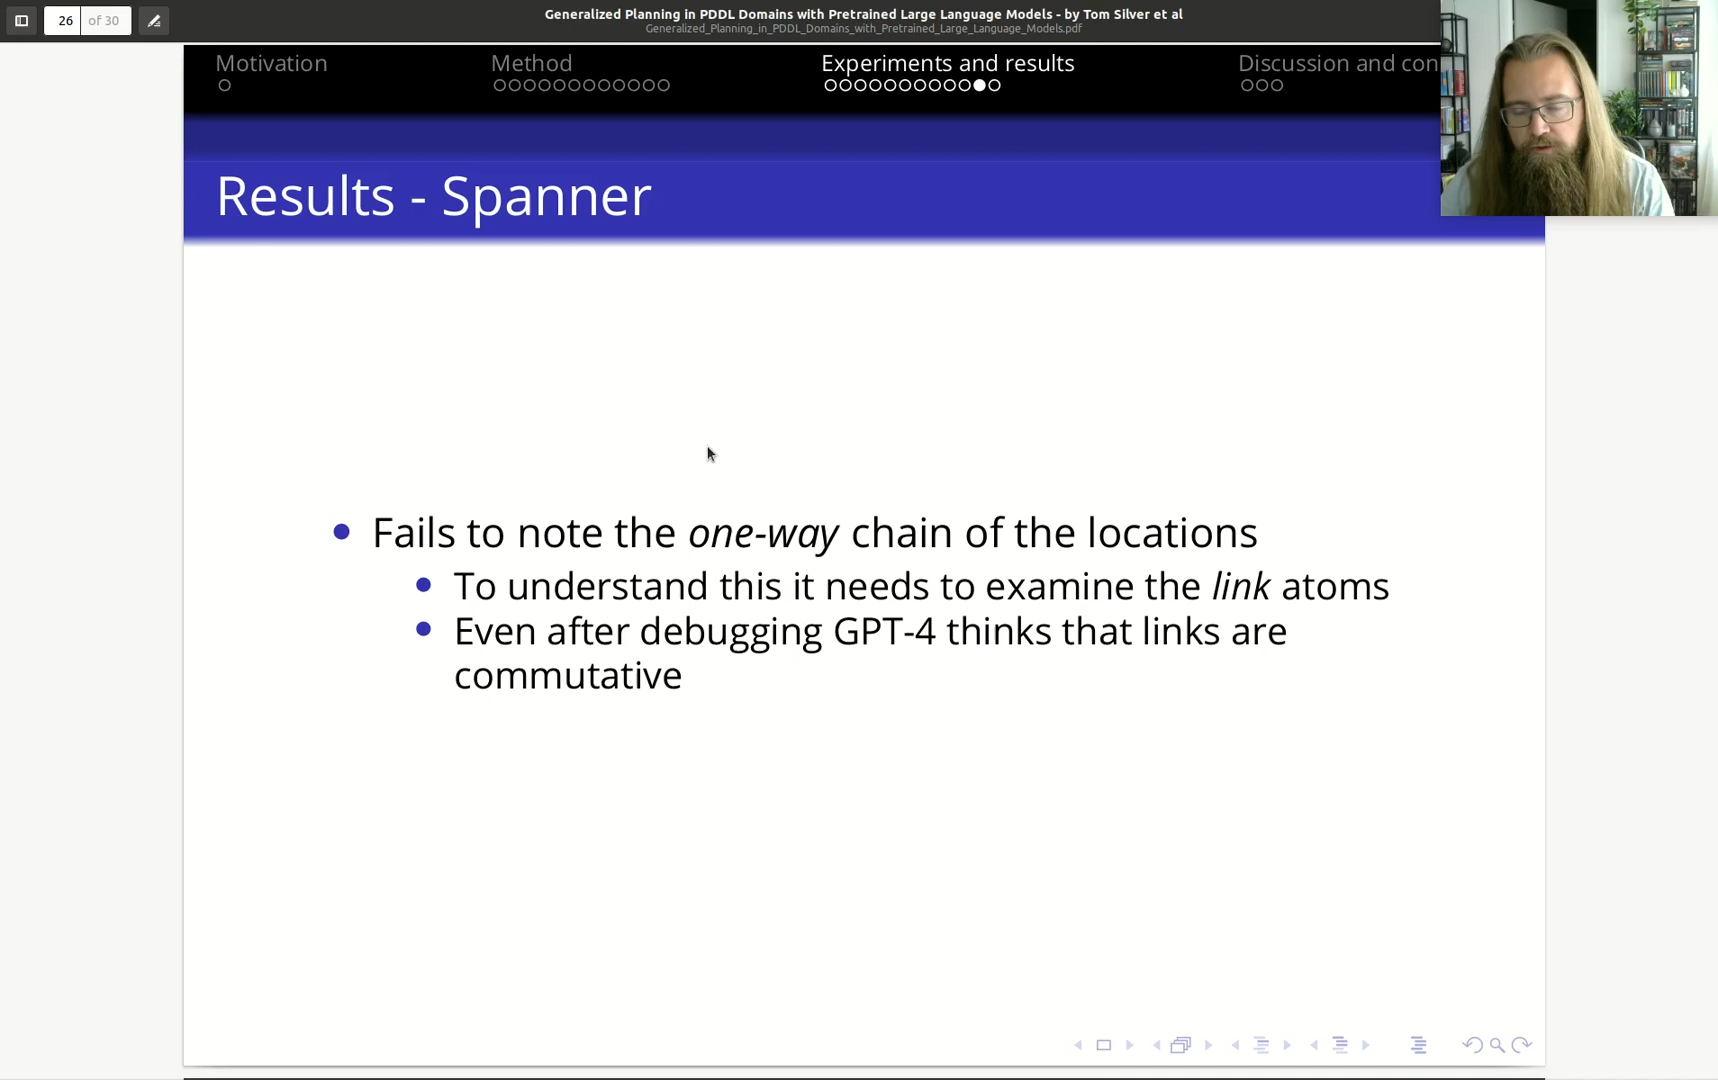 26 of 30
Generalized Planning in PDDL Domains with Pretrained Large Language Models - by Tom Silver et al
Generalized_Planning_in_PDDL_Domains_with_Pretrained_Large_Language_Models.pdf
Motivation Method Experiments and results Discussion and con
Results - Spanner
Fails to note the one-way chain of the locations
To understand this it needs to examine the link atoms
Even after debugging GPT-4 thinks that links are
commutative